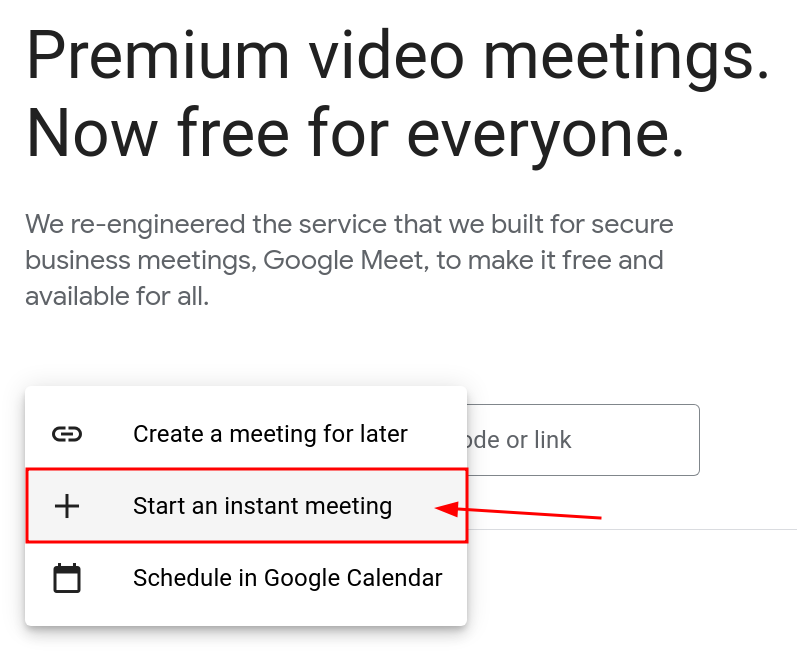 Premium video meetings.
Now free for everyone.
We re-engineered the service that we built for secure
business meetings, Google Meet, to make it free and
available for all.
Create a meeting for later
or link
Start an instant meeting
Schedule in Google Calendar